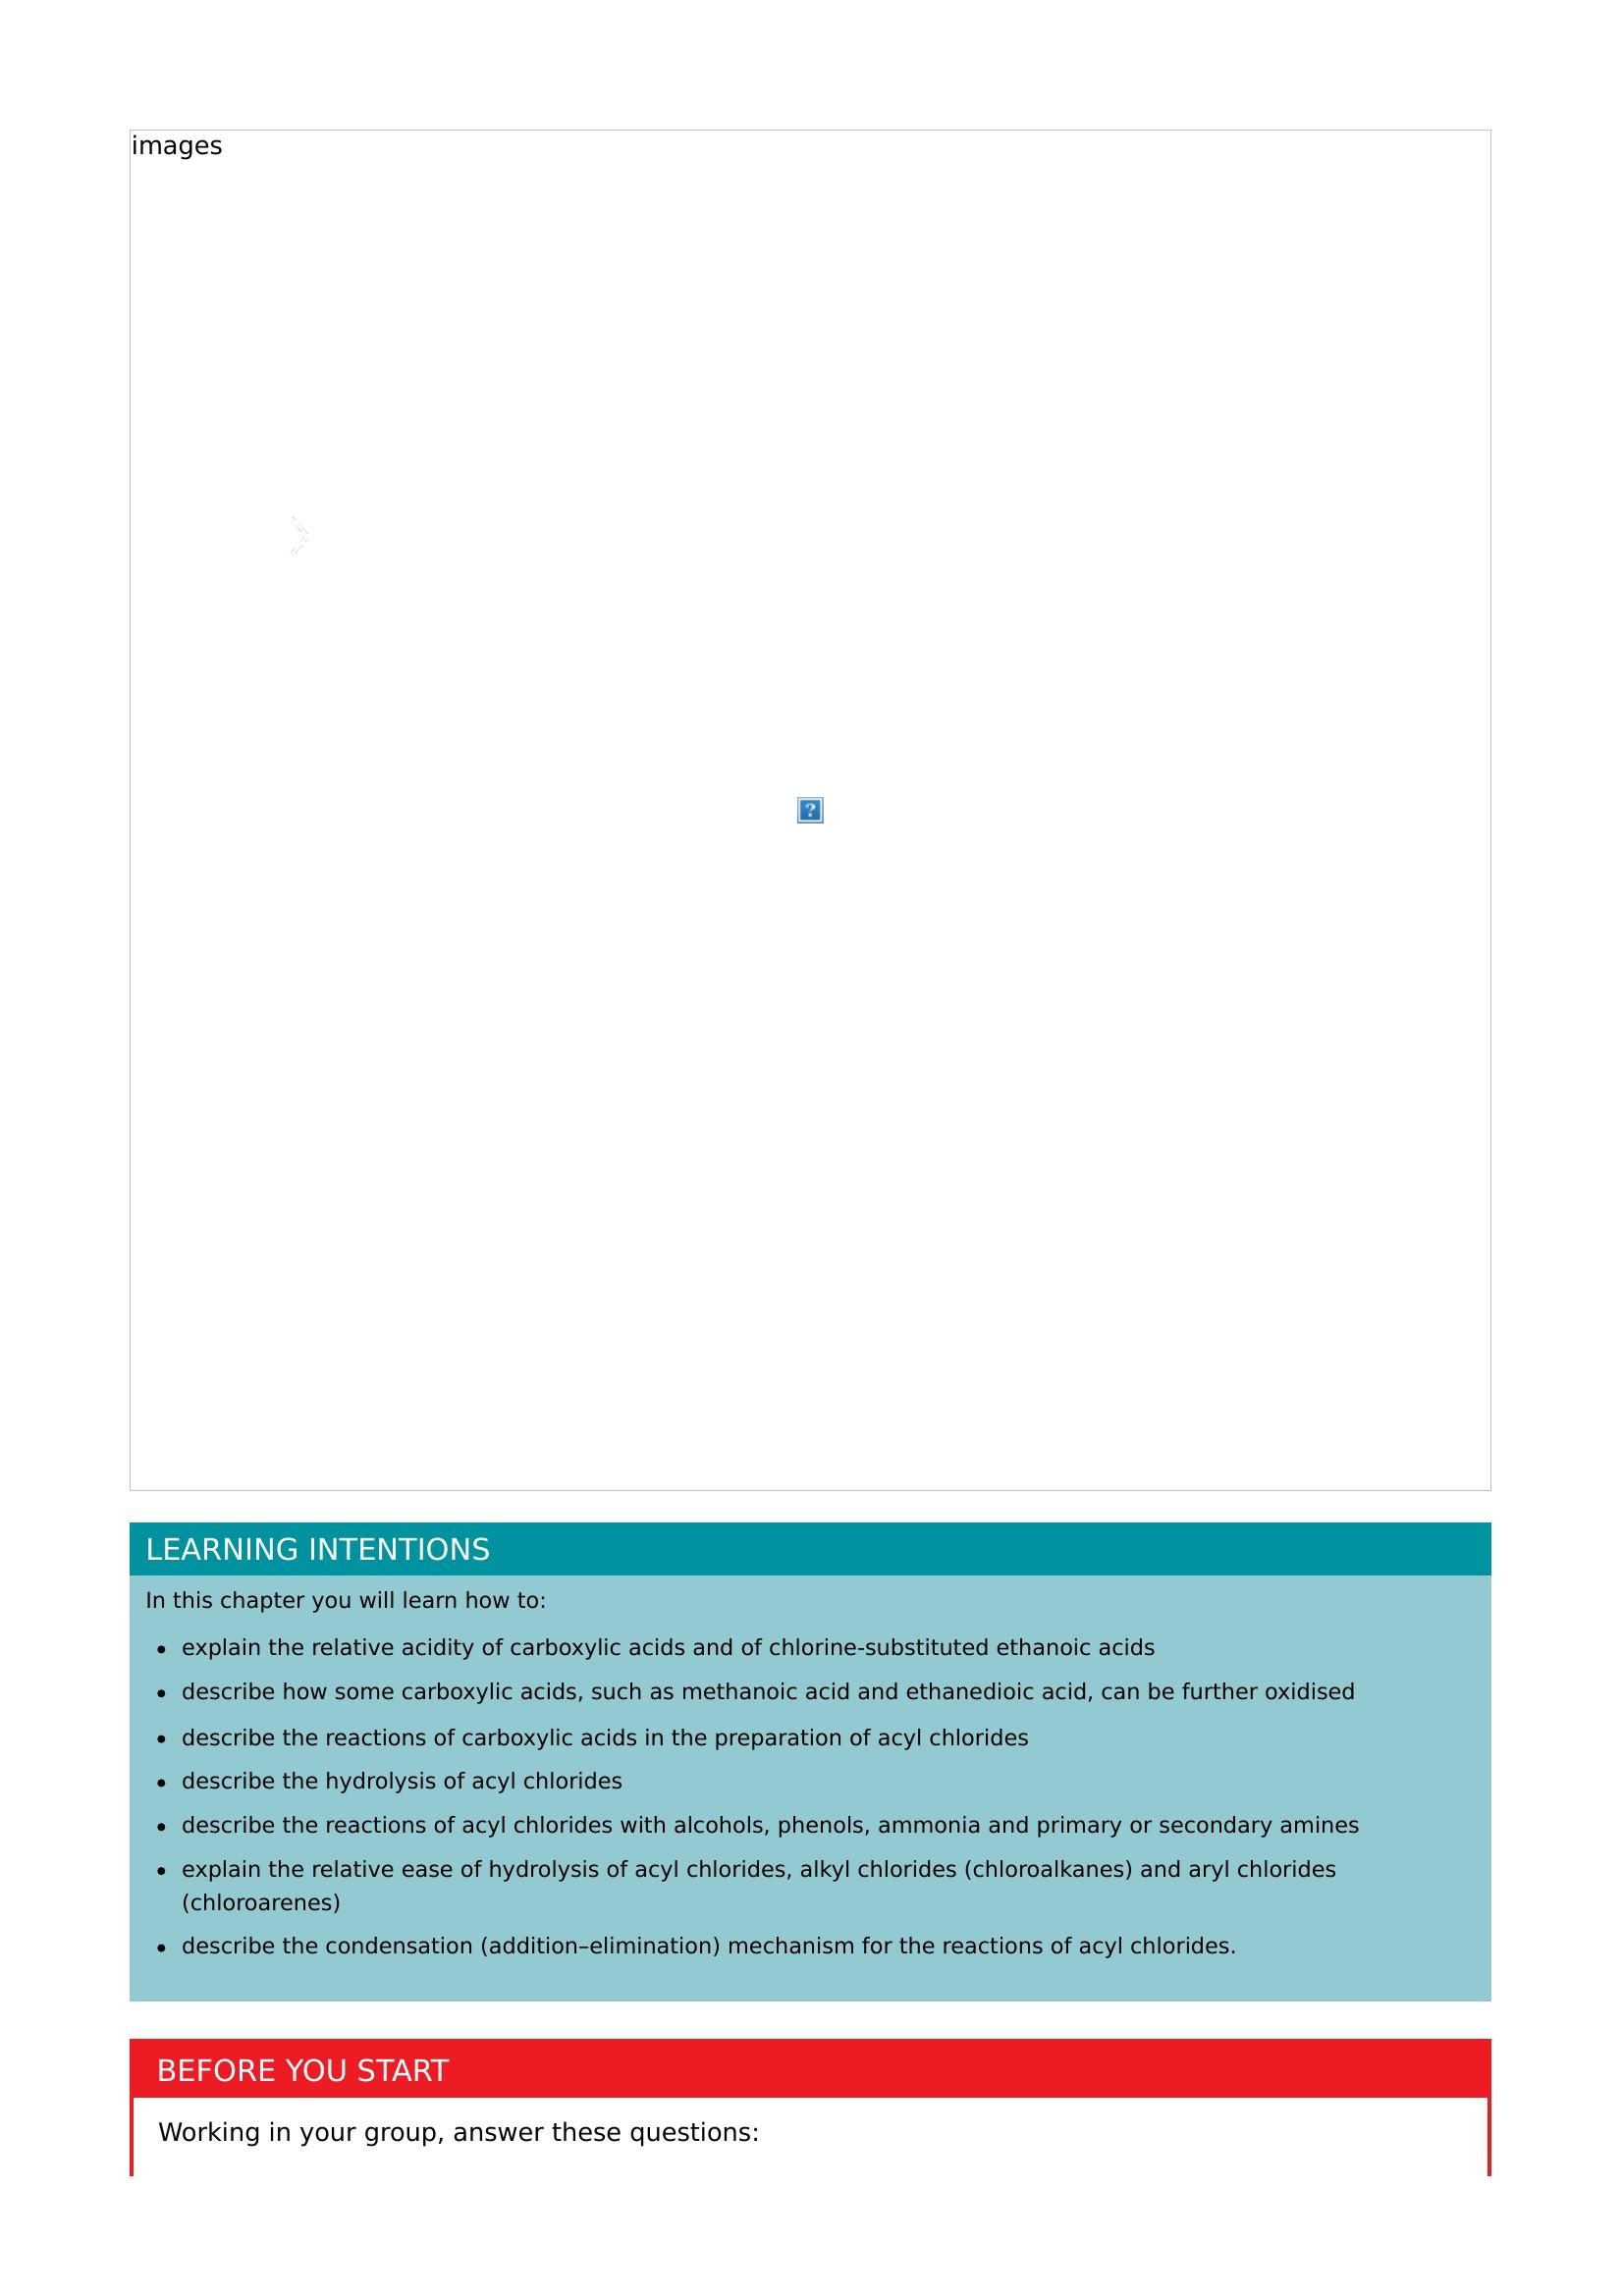 images
?
LEARNING INTENTIONS
In this chapter you will learn how to:
• explain the relative acidity of carboxylic acids and of chlorine-substituted ethanoic acids
• describe how some carboxylic acids, such as methanoic acid and ethanedioic acid, can be further oxidised
• describe the reactions of carboxylic acids in the preparation of acyl chlorides
• describe the hydrolysis of acyl chlorides
• describe the reactions of acyl chlorides with alcohols, phenols, ammonia and primary or secondary amines
• explain the relative ease of hydrolysis of acyl chlorides, alkyl chlorides (chloroalkanes) and aryl chlorides
(chloroarenes)
• describe the condensation (addition–elimination) mechanism for the reactions of acyl chlorides.
BEFORE YOU START
Working in your group, answer these questions: